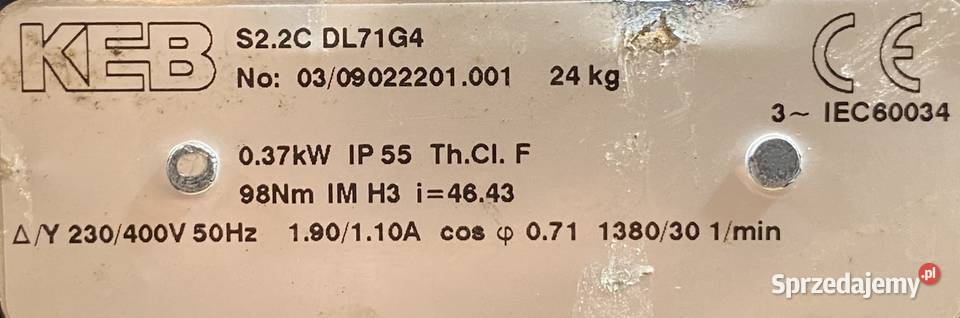 KEB
S2.2C DL71G4
No: 03/09022201.001 24 kg
CE
3~ IEC60034
0.37kW IP 55 Th.Cl. F
98Nm IM H3 i=46.43
Δ/Y 230/400V 50Hz 1.90/1.10A cos φ 0.71 1380/30 1/min
Sprzedajemy.pl